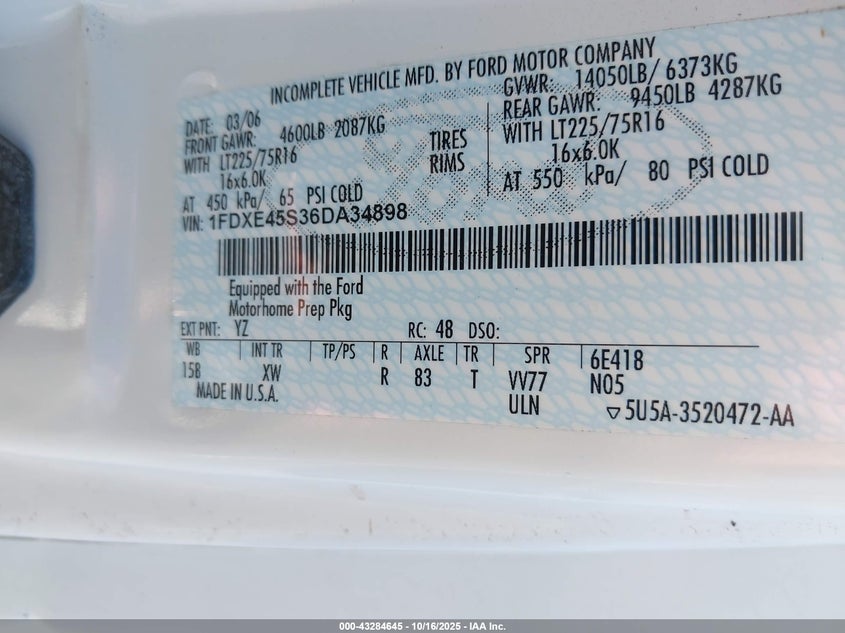 INCOMPLETE VEHICLE MFD. BY FORD MOTOR COMPANY
DATE: 03/06
GVWR: 14050LB/ 6373KG
FRONT GAWR: 4600LB 2087KG
REAR GAWR: 9450LB 4287KG
WITH LT225/75R16
TIRES
WITH LT225/75R16
16x6.0K
RIMS
16x6.0K
AT 450 kPa/ 65 PSI COLD
AT 550 kPa/ 80 PSI COLD
VIN: 1FDXE45S36DA34898
Equipped with the Ford
Motorhome Prep Pkg
EXT PNT: YZ RC: 48 DSO:
WB INT TR TP/PS R AXLE TR SPR
158 XW R 83 T VV77
ULN
6E418
N05
MADE IN U.S.A.
5U5A-3520472-AA
000-43284645 - 10/16/2025 - IAA Inc.